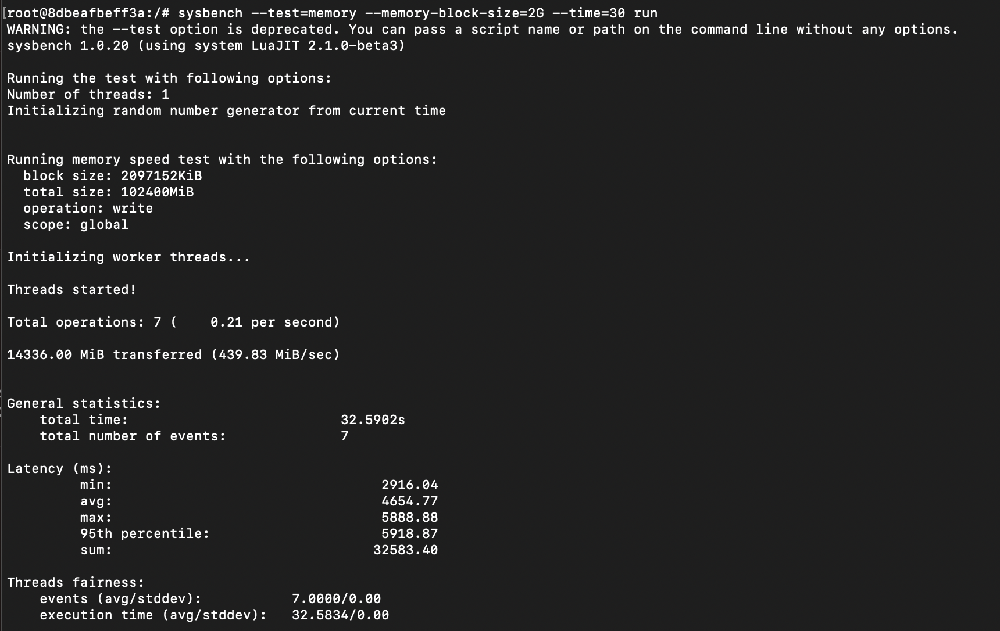 [root@8dbeafbeff3a:/# sysbench --test=memory --memory-block-size=2G --time=30 run
WARNING: the --test option is deprecated. You can pass a script name or path on the command line without any options.
sysbench 1.0.20 (using system LuaJIT 2.1.0-beta3)
Running the test with following options:
Number of threads: 1
Initializing random number generator from current time
Running memory speed test with the following options:
block size: 2097152KiB
total size: 102400MiB
operation: write
scope: global
Initializing worker threads...
Threads started!
Total operations: 7 (    0.21 per second)
14336.00 MiB transferred (439.83 MiB/sec)
General statistics:
total time: 32.5902s
total number of events: 7
Latency (ms):
min: 2916.04
avg: 4654.77
max: 5888.88
95th percentile: 5918.87
sum: 32583.40
Threads fairness:
events (avg/stddev): 7.0000/0.00
execution time (avg/stddev): 32.5834/0.00